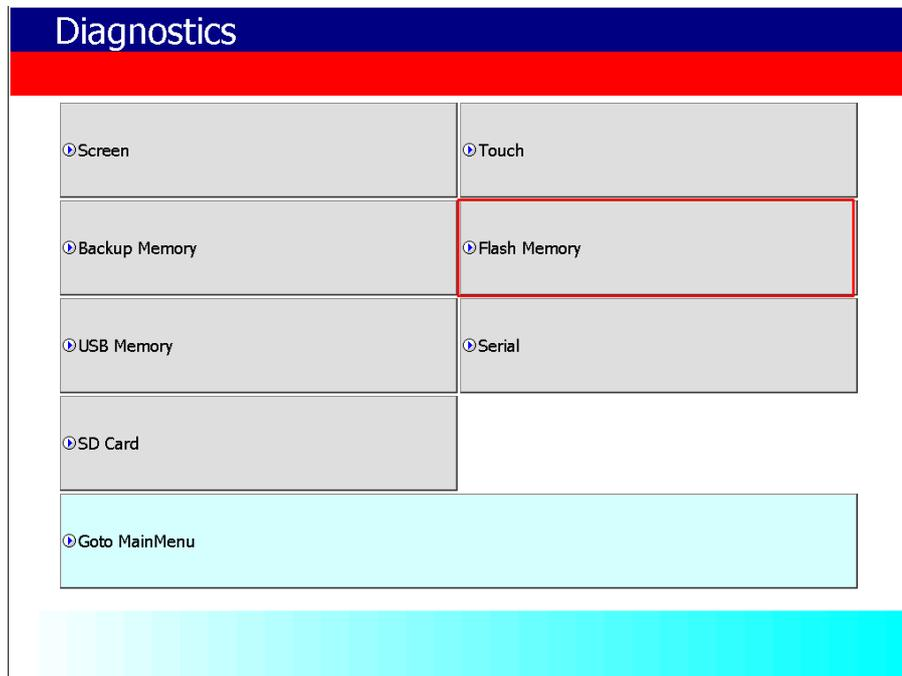 Diagnostics
Screen
Touch
Backup Memory
Flash Memory
USB Memory
Serial
SD Card
Goto MainMenu